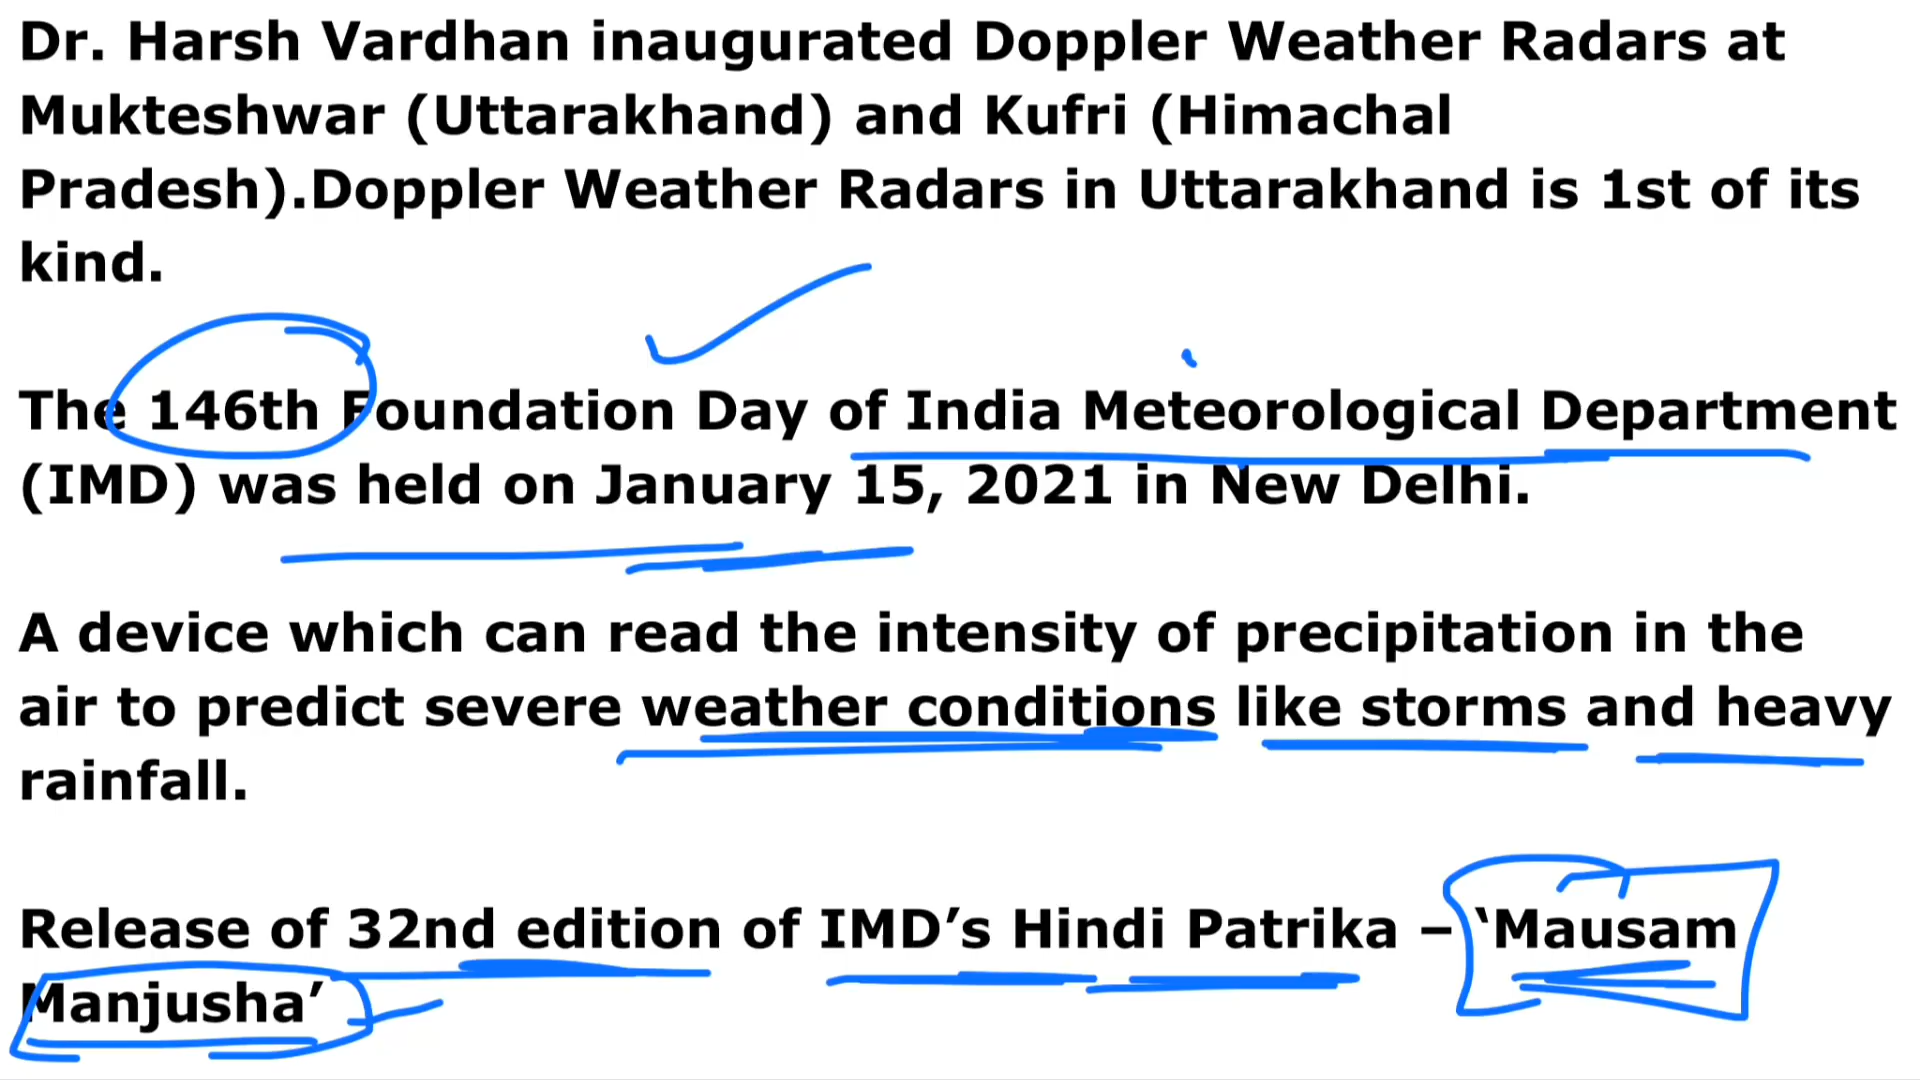 Dr. Harsh Vardhan inaugurated Doppler Weather Radars at
Mukteshwar (Uttarakhand) and Kufri (Himachal
Pradesh).Doppler Weather Radars in Uttarakhand is 1st of its
kind.
The 146th Foundation Day of India Meteorological Department
(IMD) was held on January 15, 2021 in New Delhi.
A device which can read the intensity of precipitation in the
air to predict severe weather conditions like storms and heavy
rainfall.
Release of 32nd edition of IMD’s Hindi Patrika – ‘Mausam
Manjusha’